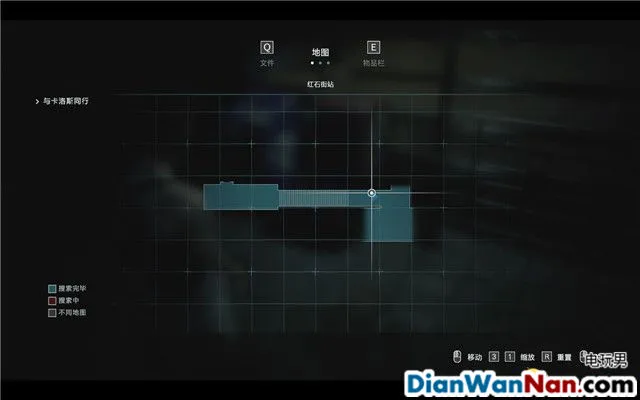 Q
E
文件
地图
物品栏
红石街站
与卡洛斯同行
搜索完毕
搜索中
不同地图
移动 3 1 缩放 R 重置
电玩男
DianWanNan.com